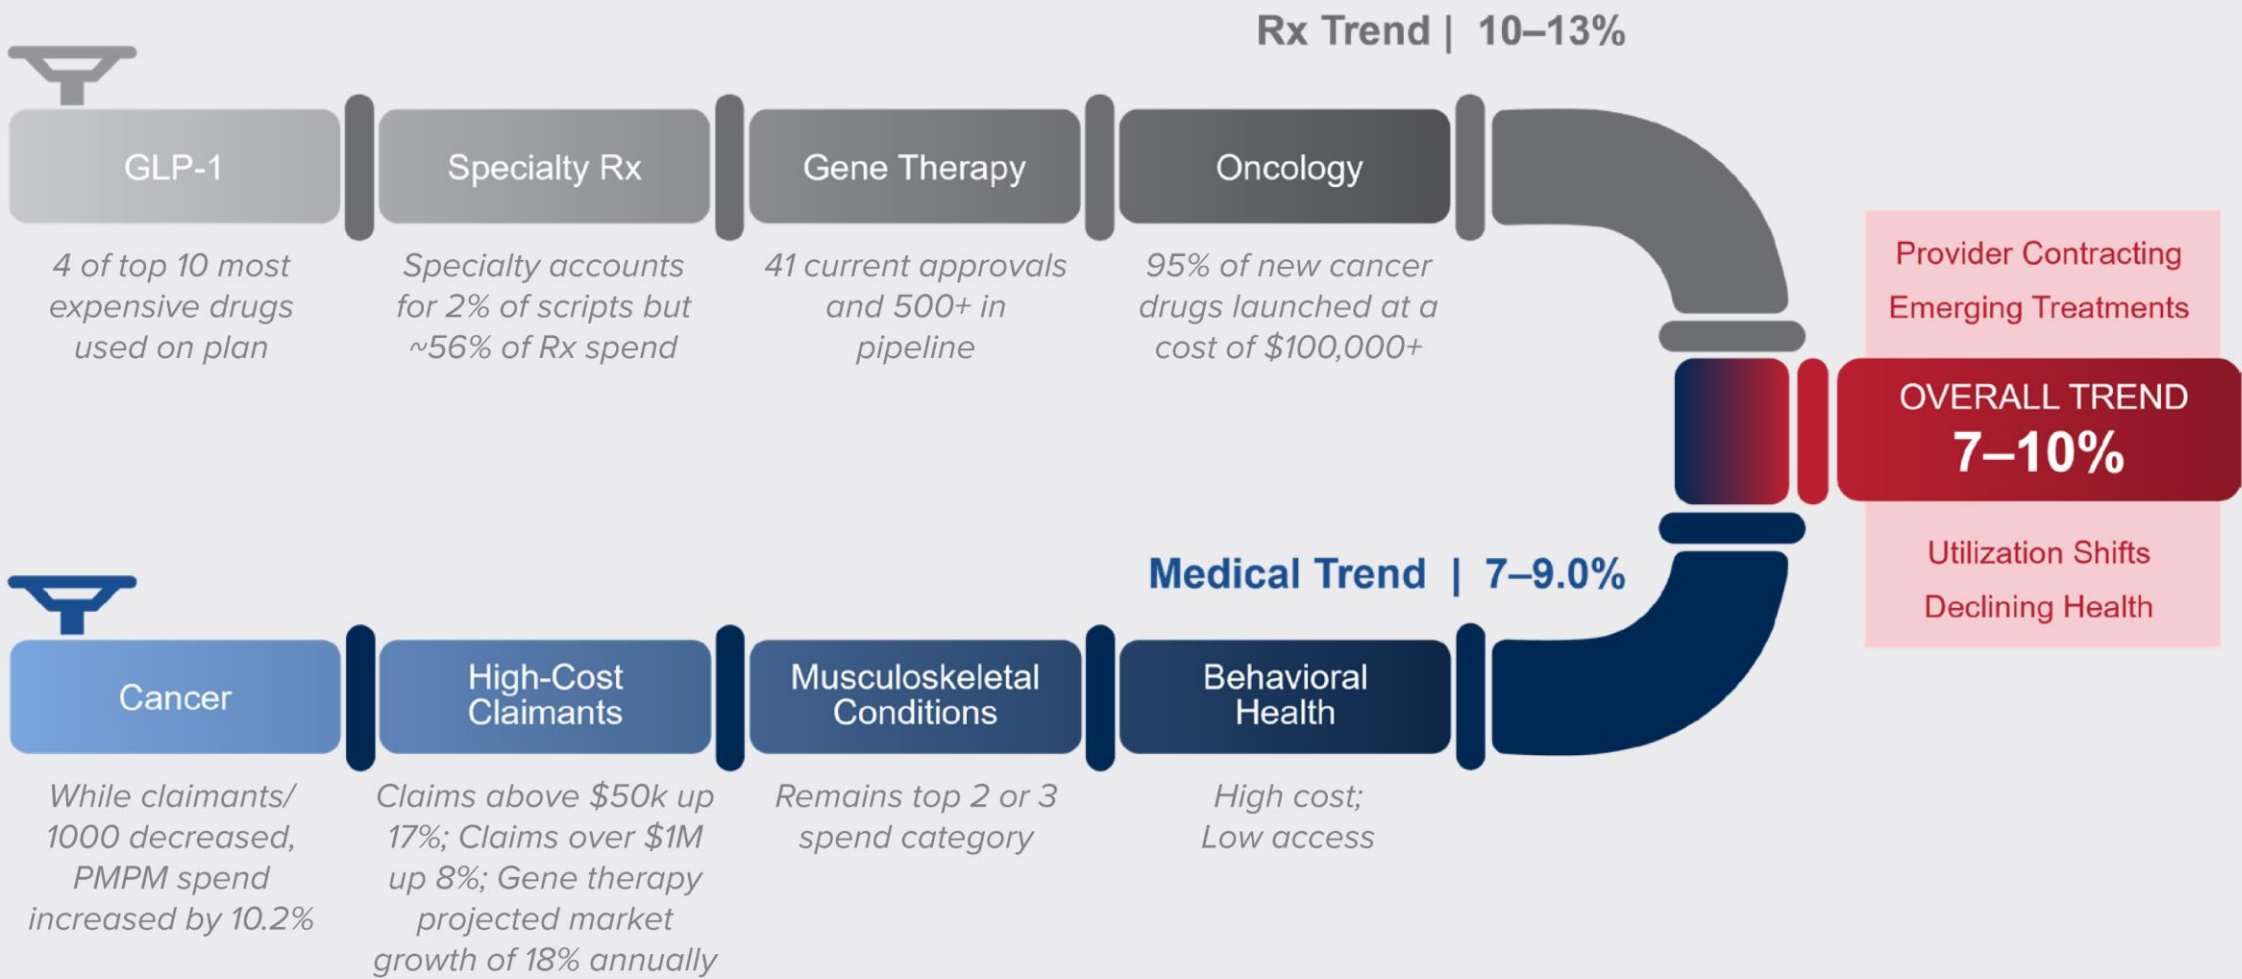 Rx Trend | 10–13%
GLP-1
4 of top 10 most
expensive drugs
used on plan
Specialty Rx
Specialty accounts
for 2% of scripts but
~56% of Rx spend
Gene Therapy
41 current approvals
and 500+ in
pipeline
Oncology
95% of new cancer
drugs launched at a
cost of $100,000+
Provider Contracting
Emerging Treatments
OVERALL TREND
7–10%
Utilization Shifts
Declining Health
Medical Trend | 7–9.0%
Cancer
While claimants/
1000 decreased,
PMPM spend
increased by 10.2%
High-Cost
Claimants
Claims above $50k up
17%; Claims over $1M
up 8%; Gene therapy
projected market
growth of 18% annually
Musculoskeletal
Conditions
Remains top 2 or 3
spend category
Behavioral
Health
High cost;
Low access